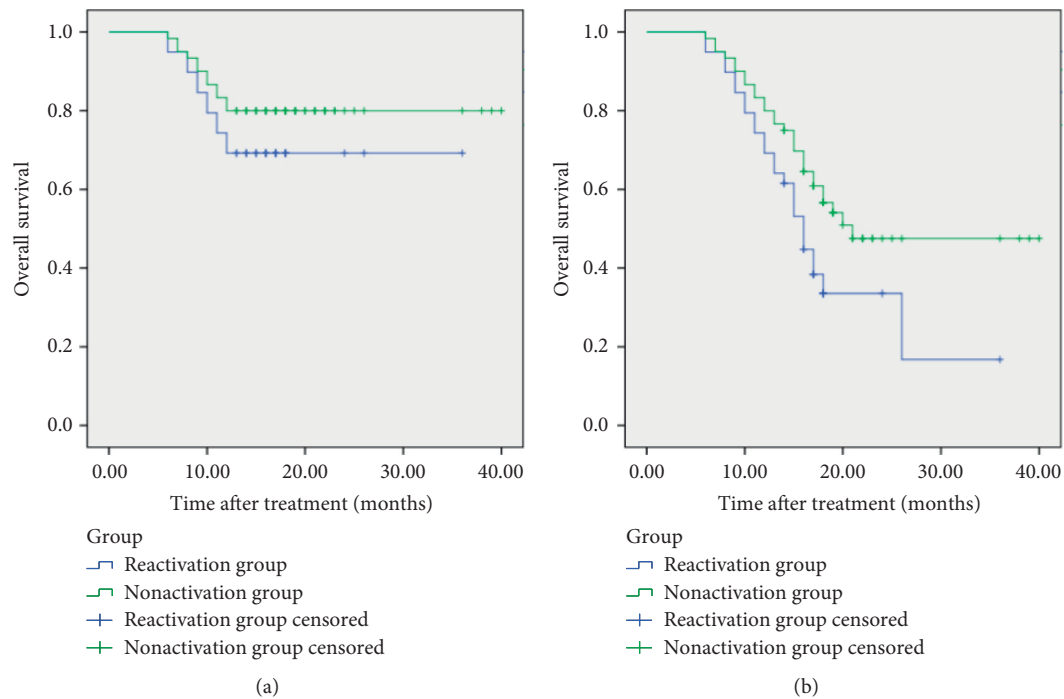 1.0
0.8
0.6
0.4
0.2
0.0
Overall survival
0.00 10.00 20.00 30.00 40.00
Time after treatment (months)
Group
Reactivation group
Nonactivation group
Reactivation group censored
Nonactivation group censored
(a)
1.0
0.8
0.6
0.4
0.2
0.0
Overall survival
0.00 10.00 20.00 30.00 40.00
Time after treatment (months)
Group
Reactivation group
Nonactivation group
Reactivation group censored
Nonactivation group censored
(b)